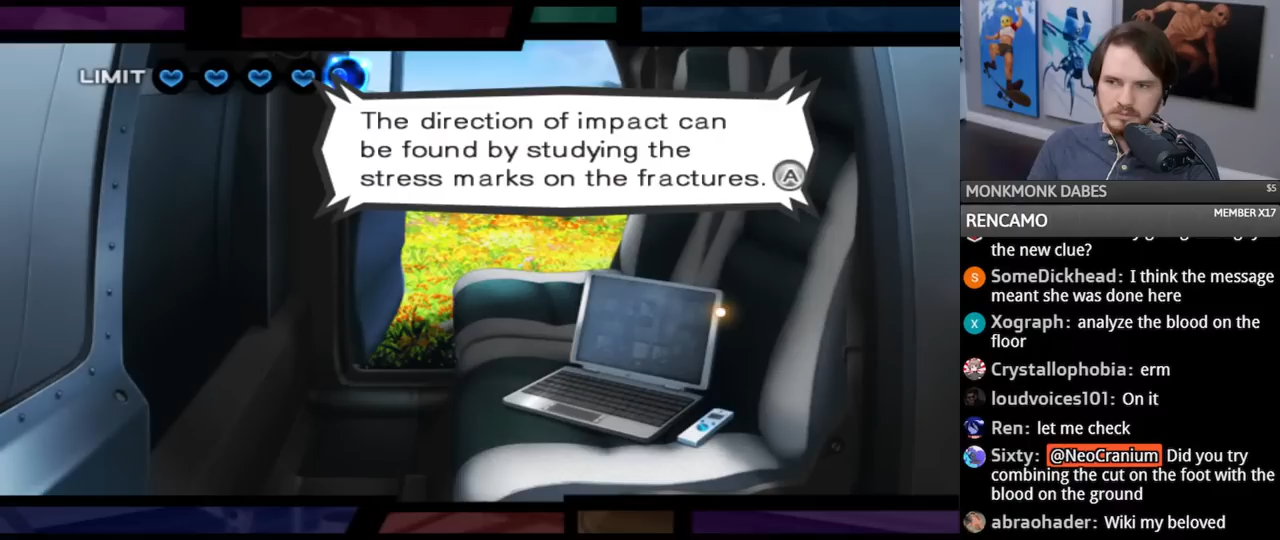 LIMIT
The direction of impact can
be found by studying the
stress marks on the fractures.
A
MONKMONK DABES $5
RENCAMO MEMBER X17
the new clue?
S SomeDickhead: I think the message
meant she was done here
X Xograph: analyze the blood on the
floor
Crystallophobia: erm
loudvoices101: On it
Ren: let me check
Sixty: @NeoCranium Did you try
combining the cut on the foot with the
blood on the ground
abraohader: Wiki my beloved